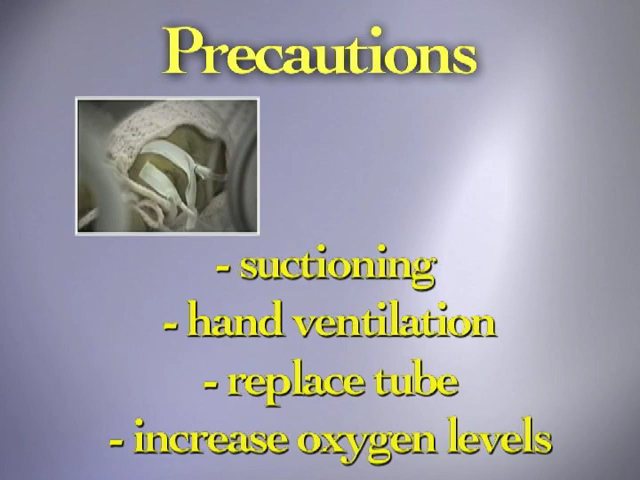 Precautions
- suctioning
- hand ventilation
- replace tube
- increase oxygen levels